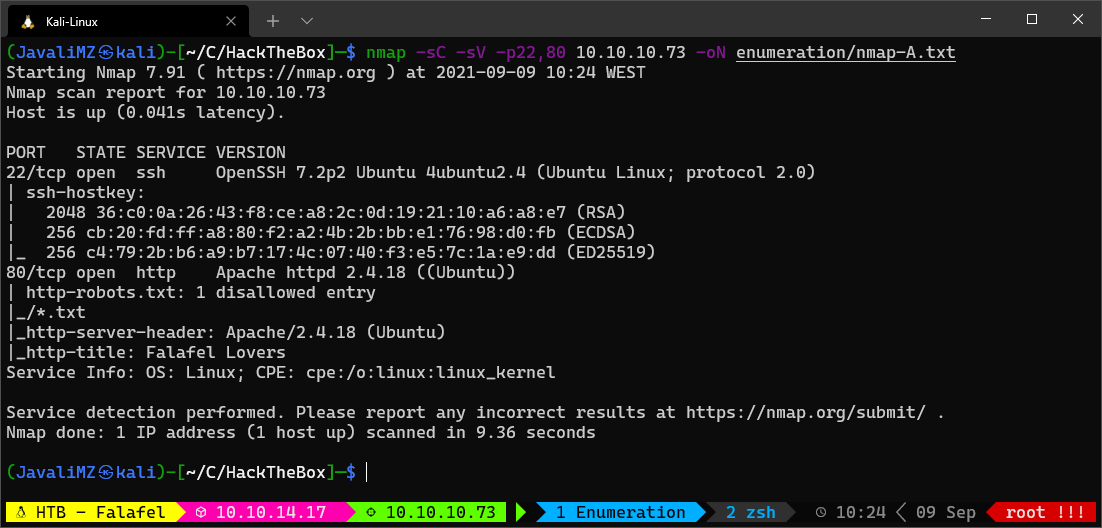 Kali-Linux
(JavaliMZ㉿kali)-[~/C/HackTheBox]─$ nmap -sC -sV -p22,80 10.10.10.73 -oN enumeration/nmap-A.txt
Starting Nmap 7.91 ( https://nmap.org ) at 2021-09-09 10:24 WEST
Nmap scan report for 10.10.10.73
Host is up (0.041s latency).
PORT   STATE SERVICE VERSION
22/tcp open  ssh     OpenSSH 7.2p2 Ubuntu 4ubuntu2.4 (Ubuntu Linux; protocol 2.0)
| ssh-hostkey:
|   2048 36:c0:0a:26:43:f8:ce:a8:2c:0d:19:21:10:a6:a8:e7 (RSA)
|   256 cb:20:fd:ff:a8:80:f2:a2:4b:2b:bb:e1:76:98:d0:fb (ECDSA)
|_  256 c4:79:2b:b6:a9:b7:17:4c:07:40:f3:e5:7c:1a:e9:dd (ED25519)
80/tcp open  http    Apache httpd 2.4.18 ((Ubuntu))
| http-robots.txt: 1 disallowed entry
|_/*.txt
|_http-server-header: Apache/2.4.18 (Ubuntu)
|_http-title: Falafel Lovers
Service Info: OS: Linux; CPE: cpe:/o:linux:linux_kernel
Service detection performed. Please report any incorrect results at https://nmap.org/submit/ .
Nmap done: 1 IP address (1 host up) scanned in 9.36 seconds
(JavaliMZ㉿kali)-[~/C/HackTheBox]─$
HTB - Falafel 10.10.14.17 10.10.10.73 1 Enumeration 2 zsh 10:24 09 Sep root !!!